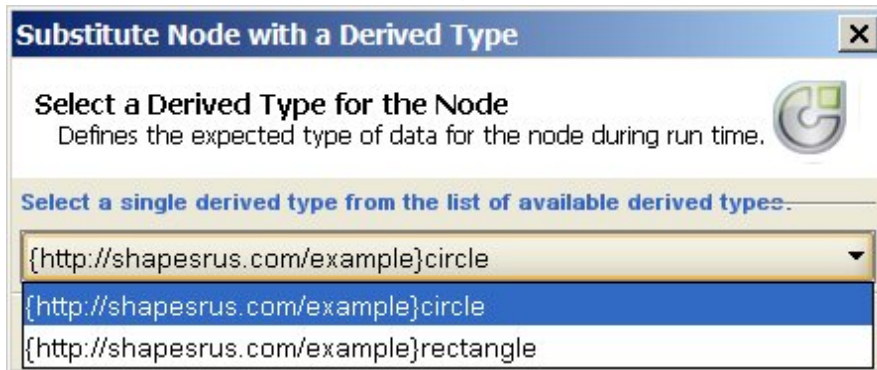 Substitute Node with a Derived Type
Select a Derived Type for the Node
Defines the expected type of data for the node during run time.
Select a single derived type from the list of available derived types.
{http://shapesrus.com/example}circle
{http://shapesrus.com/example}circle
{http://shapesrus.com/example}rectangle